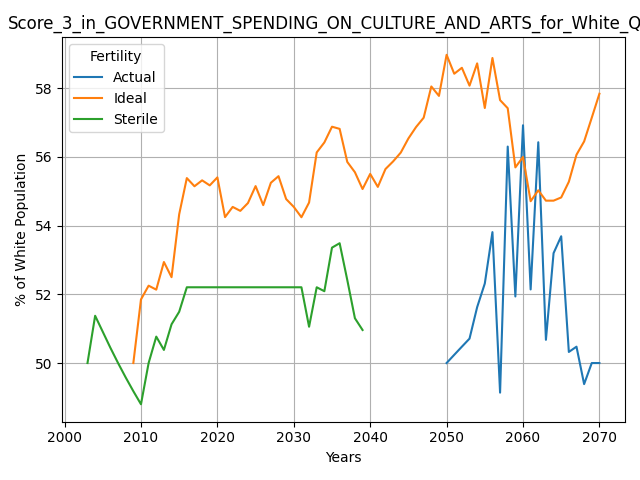 Score_3_in_GOVERNMENT_SPENDING_ON_CULTURE_AND_ARTS_for_White_Q
Fertility
Actual
Ideal
Sterile
58
56
54
52
50
% of White Population
2000 2010 2020 2030 2040 2050 2060 2070
Years